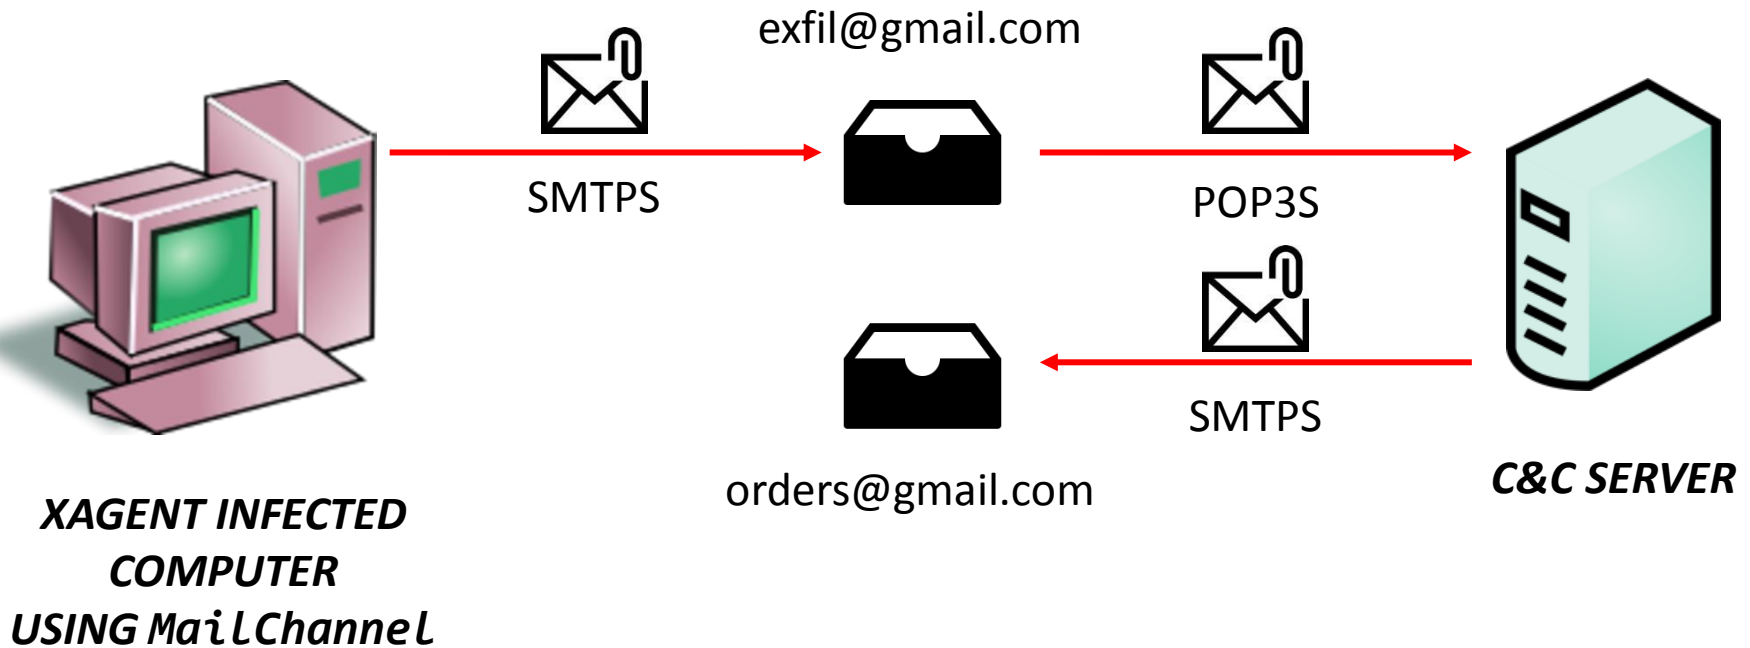 exfil@gmail.com
SMTPS
POP3S
SMTPS
orders@gmail.com
C&C SERVER
XAGENT INFECTED
COMPUTER
USING MailChannel